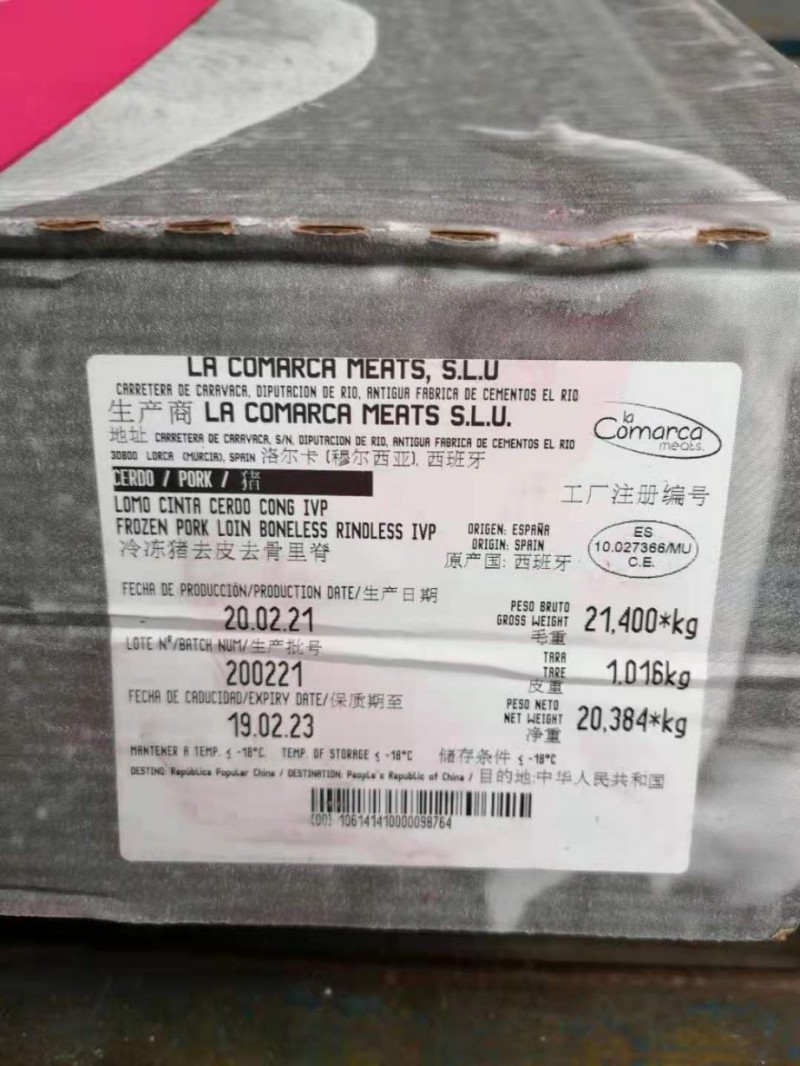 LA COMARCA MEATS, S.L.U
CARRETERA DE CARAVACA, DIPUTACION DE RIO, ANTIGUA FABRICA DE CEMENTOS EL RIO
生产商 LA COMARCA MEATS S.L.U.
地址 CARRETERA DE CARAVACA, S/N, DIPUTACION DE RIO, ANTIGUA FABRICA DE CEMENTOS EL RIO
30800 LORCA (MURCIA), SPAIN 洛尔卡 (穆尔西亚), 西班牙
la
Comarca
meats.
CERDO / PORK / 猪
LOMO CINTA CERDO CONG IVP
FROZEN PORK LOIN BONELESS RINDLESS IVP
冷冻猪去皮去骨里脊
工厂注册编号
ORIGEN: ESPAÑA
ORIGIN: SPAIN
原产国: 西班牙
ES
10.027366/MU
C.E.
FECHA DE PRODUCCIÓN/PRODUCTION DATE/生产日期
20.02.21
LOTE Nº/BATCH NUM/生产批号
200221
FECHA DE CADUCIDAD/EXPIRY DATE/保质期至
19.02.23
PESO BRUTO
GROSS WEIGHT
毛重
21,400*kg
TARA
TARE
皮重
1.016kg
PESO NETO
NET WEIGHT
净重
20,384*kg
MANTENER A TEMP. ≤ -18°C. TEMP OF STORAGE ≤ -18°C 储存条件 ≤ -18°C
DESTINO: República Popular China / DESTINATION: People's Republic of China / 目的地:中华人民共和国
(00) 106141410000098764